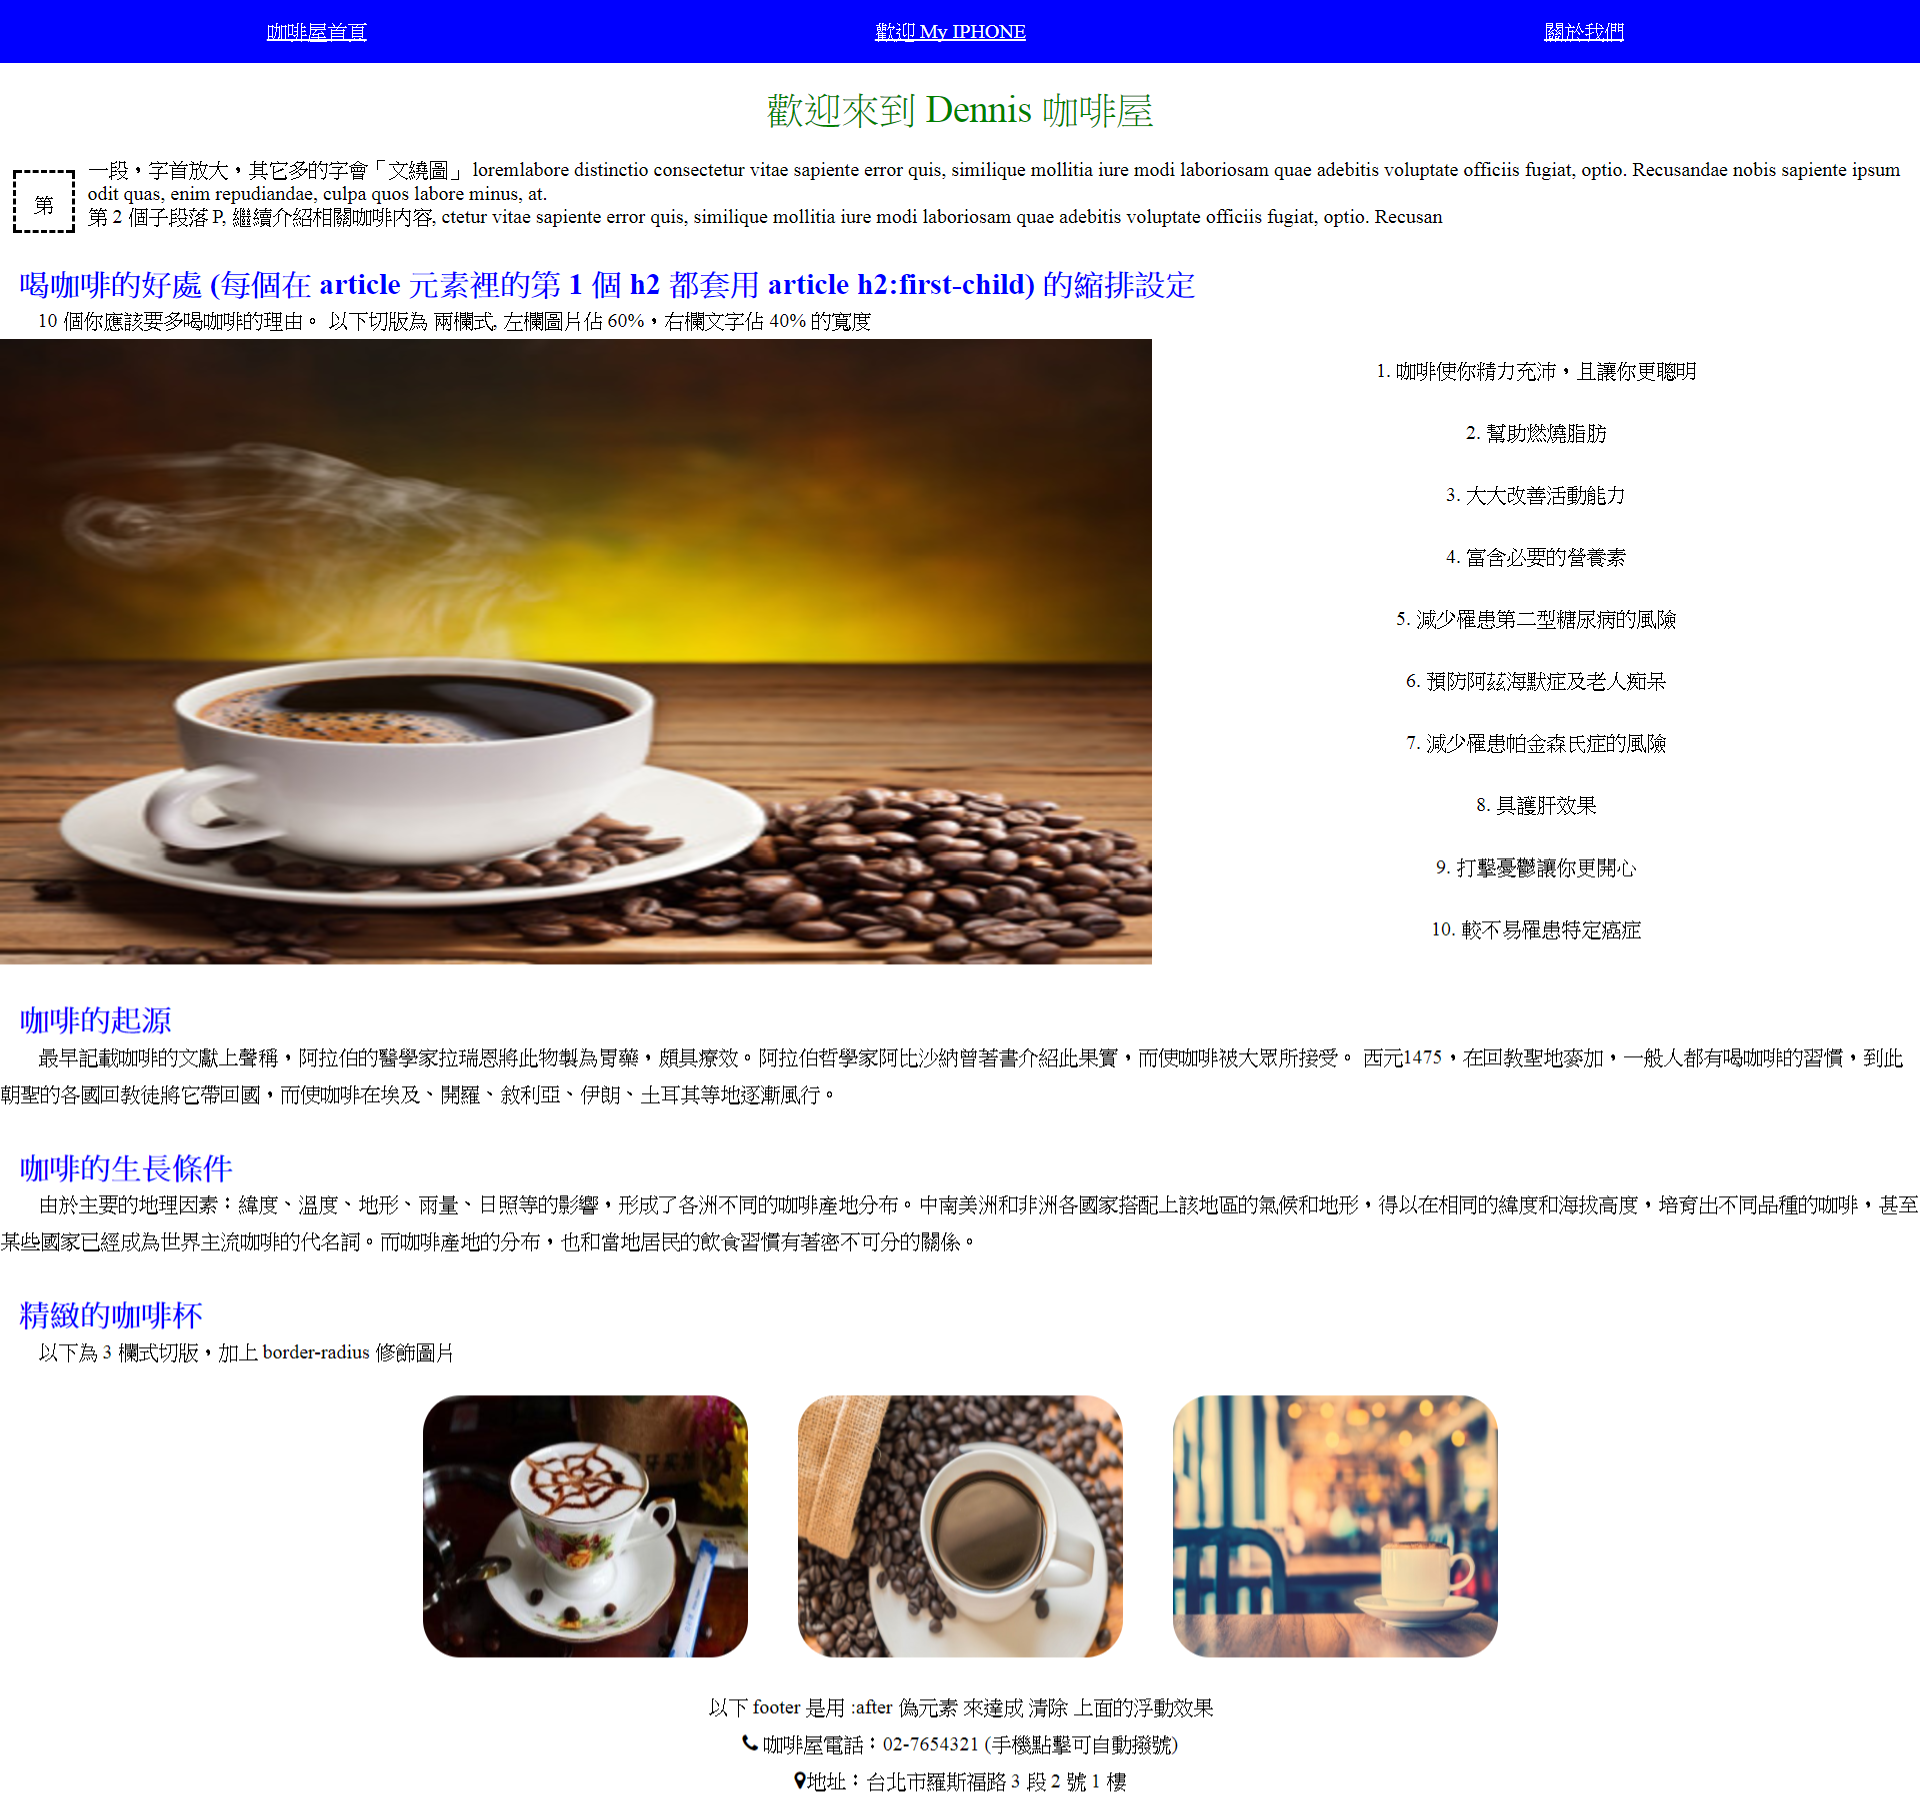 咖啡屋首頁
歡迎 My IPHONE
關於我們
歡迎來到 Dennis 咖啡屋
第
一段，字首放大，其它多的字會「文繞圖」 loremlabore distinctio consectetur vitae sapiente error quis, similique mollitia iure modi laboriosam quae adebitis voluptate officiis fugiat, optio. Recusandae nobis sapiente ipsum
odit quas, enim repudiandae, culpa quos labore minus, at.
第 2 個子段落 P, 繼續介紹相關咖啡內容, ctetur vitae sapiente error quis, similique mollitia iure modi laboriosam quae adebitis voluptate officiis fugiat, optio. Recusan
喝咖啡的好處 (每個在 article 元素裡的第 1 個 h2 都套用 article h2:first-child) 的縮排設定
10 個你應該要多喝咖啡的理由。 以下切版為 兩欄式, 左欄圖片佔 60%，右欄文字佔 40% 的寬度
1. 咖啡使你精力充沛，且讓你更聰明
2. 幫助燃燒脂肪
3. 大大改善活動能力
4. 富含必要的營養素
5. 減少罹患第二型糖尿病的風險
6. 預防阿茲海默症及老人痴呆
7. 減少罹患帕金森氏症的風險
8. 具護肝效果
9. 打擊憂鬱讓你更開心
10. 較不易罹患特定癌症
咖啡的起源
最早記載咖啡的文獻上聲稱，阿拉伯的醫學家拉瑞恩將此物製為胃藥，頗具療效。阿拉伯哲學家阿比沙納曾著書介紹此果實，而使咖啡被大眾所接受。 西元1475，在回教聖地麥加，一般人都有喝咖啡的習慣，到此
朝聖的各國回教徒將它帶回國，而使咖啡在埃及、開羅、敘利亞、伊朗、土耳其等地逐漸風行。
咖啡的生長條件
由於主要的地理因素：緯度、溫度、地形、雨量、日照等的影響，形成了各洲不同的咖啡產地分布。中南美洲和非洲各國家搭配上該地區的氣候和地形，得以在相同的緯度和海拔高度，培育出不同品種的咖啡，甚至
某些國家已經成為世界主流咖啡的代名詞。而咖啡產地的分布，也和當地居民的飲食習慣有著密不可分的關係。
精緻的咖啡杯
以下為 3 欄式切版，加上 border-radius 修飾圖片
以下 footer 是用 :after 偽元素 來達成 清除 上面的浮動效果
咖啡屋電話：02-7654321 (手機點擊可自動撥號)
地址：台北市羅斯福路 3 段 2 號 1 樓